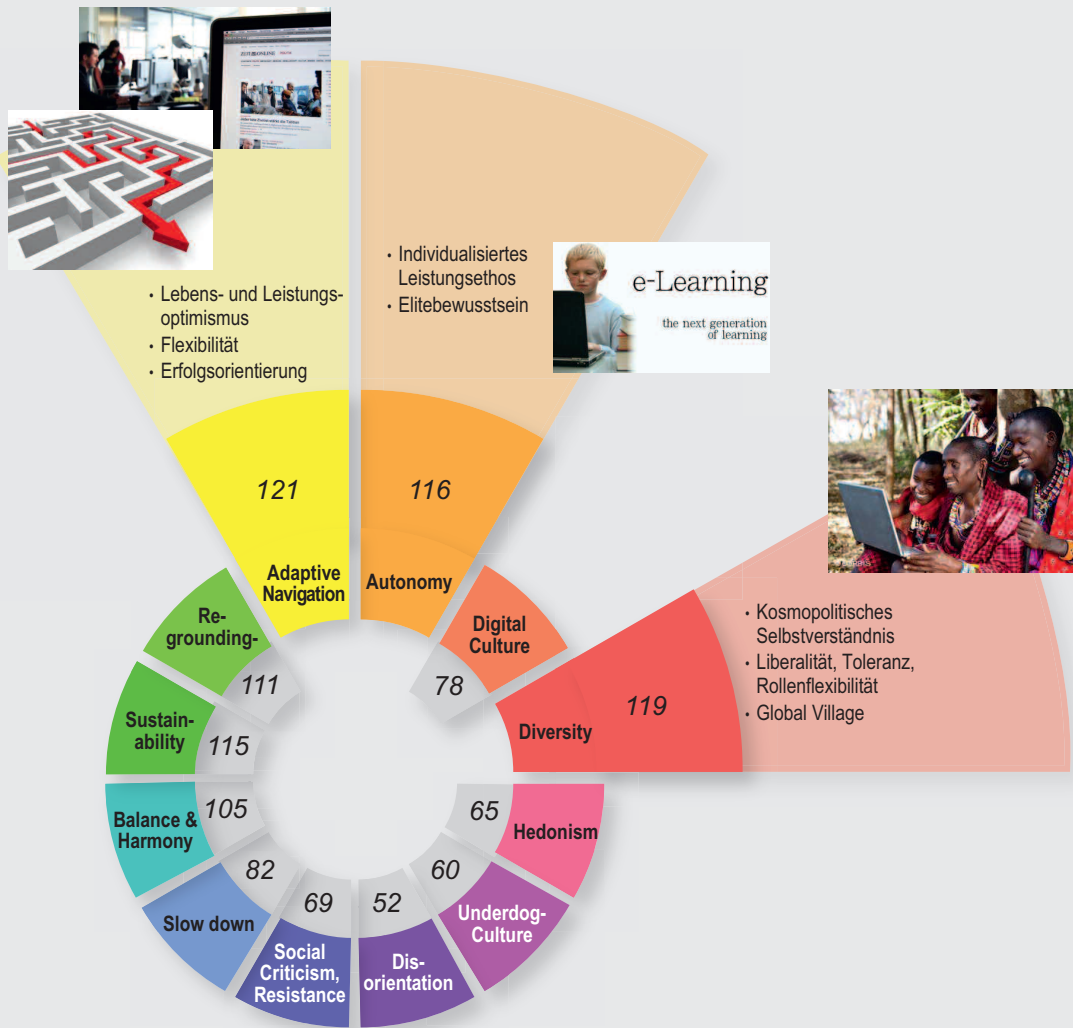 ZEIT ONLINE
• Individualisiertes
Leistungsethos
• Elitebewusstsein
e-Learning
the next generation
of learning
• Lebens- und Leistungs-
optimismus
• Flexibilität
• Erfolgsorientierung
121
116
Adaptive
Navigation
Autonomy
Digital
Culture
78
Diversity
119
• Kosmopolitisches
Selbstverständnis
• Liberalität, Toleranz,
Rollenflexibilität
• Global Village
Re-
grounding-
111
Sustain-
ability
115
Balance &
Harmony
105
Slow down
82
Social
Criticism,
Resistance
69
Dis-
orientation
52
Underdog-
Culture
60
Hedonism
65